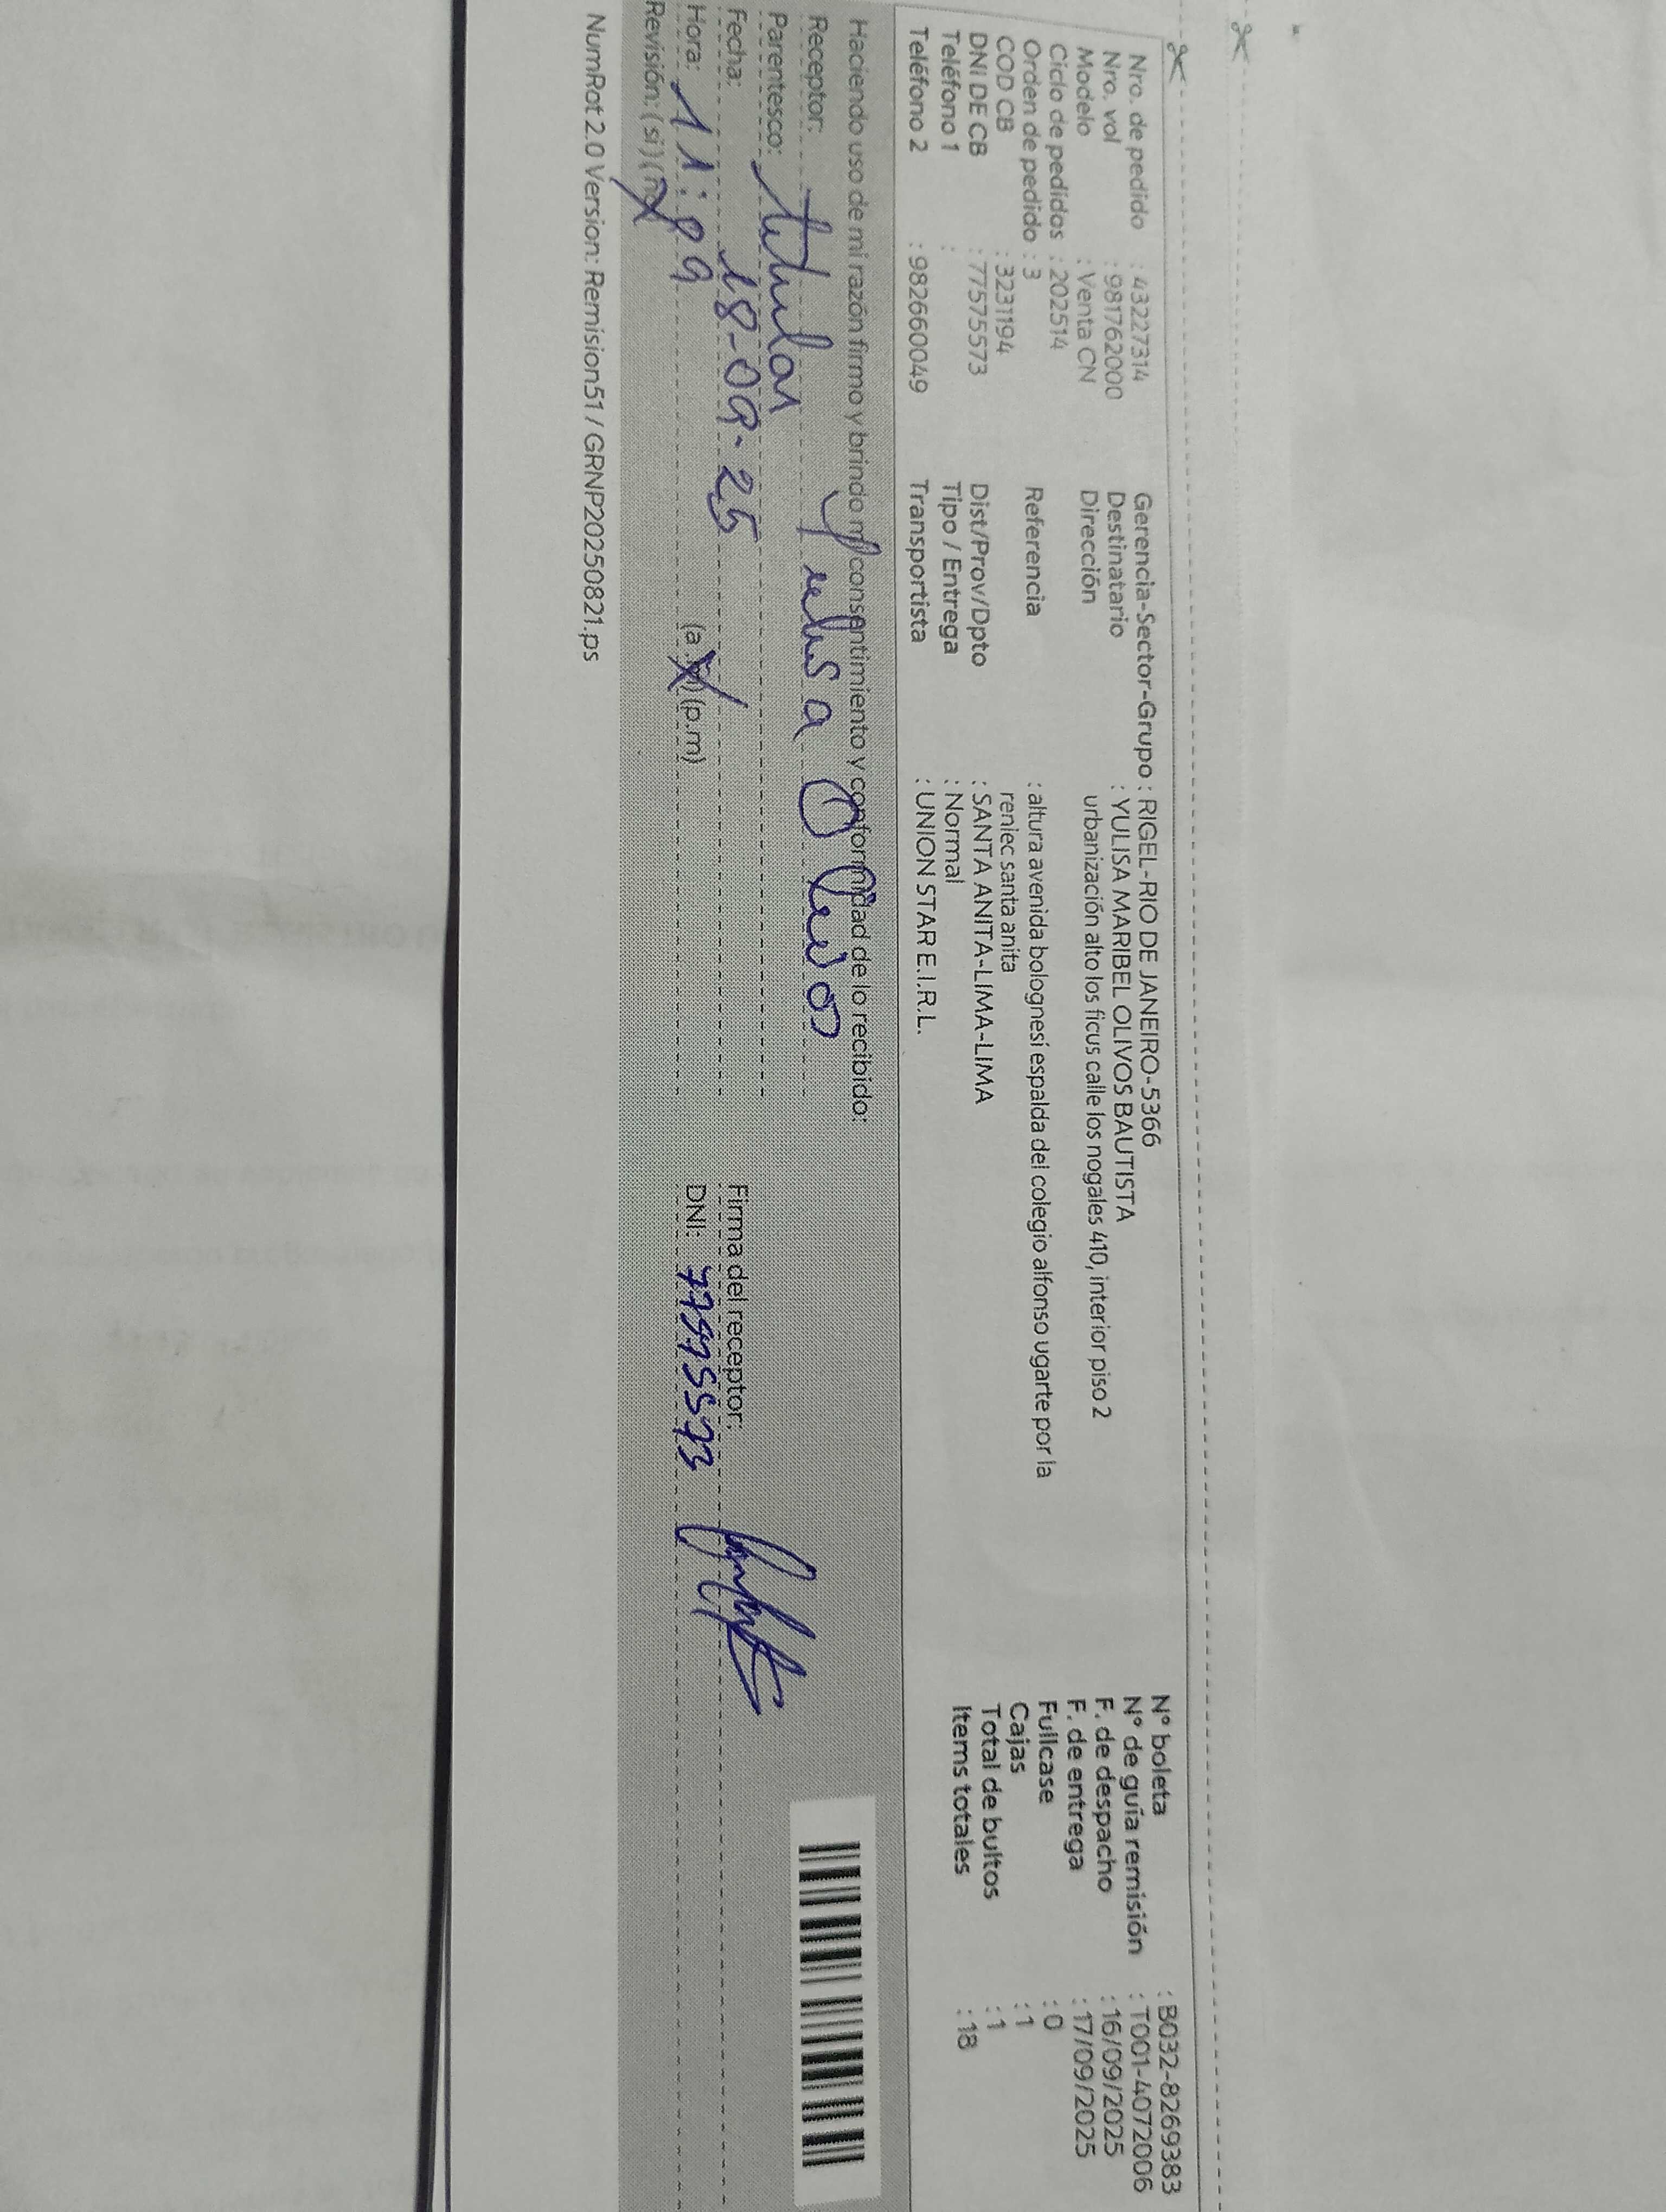 Nro. de pedido : 43227314
Nro. vol : 981762000
Modelo : Venta CN
Ciclo de pedidos : 202514
Orden de pedido : 3
COD CB : 3231194
DNI DE CB : 77575573
Teléfono 1 :
Teléfono 2 : 982660049
Gerencia-Sector-Grupo : RIGEL-RIO DE JANEIRO-5366
Destinatario : YULISA MARIBEL OLIVOS BAUTISTA
Dirección urbanización alto los ficus calle los nogales 410, interior piso 2
Referencia : altura avenida bolognesi espalda del colegio alfonso ugarte por la
reniec santa anita
Dist/Prov/Dpto : SANTA ANITA-LIMA-LIMA
Tipo / Entrega : Normal
Transportista : UNION STAR E.I.R.L.
N° boleta : B032-8269383
N° de guía remisión : T001-4072006
F. de despacho : 16/09/2025
F. de entrega : 17/09/2025
Fullcase : 0
Cajas : 1
Total de bultos : 1
Items totales : 18
Haciendo uso de mi razón firmo y brindo mi consentimiento y conformidad de lo recibido:
Receptor: Yulisa Olivos
Parentesco: titular
Fecha: 18-09-25
Hora: 11: (a.m) (p.m)
Revisión: (si) (no)
Firma del receptor:
DNI: 77575573
NumRot 2.0 Version: Remision51 / GRNP20250821.ps